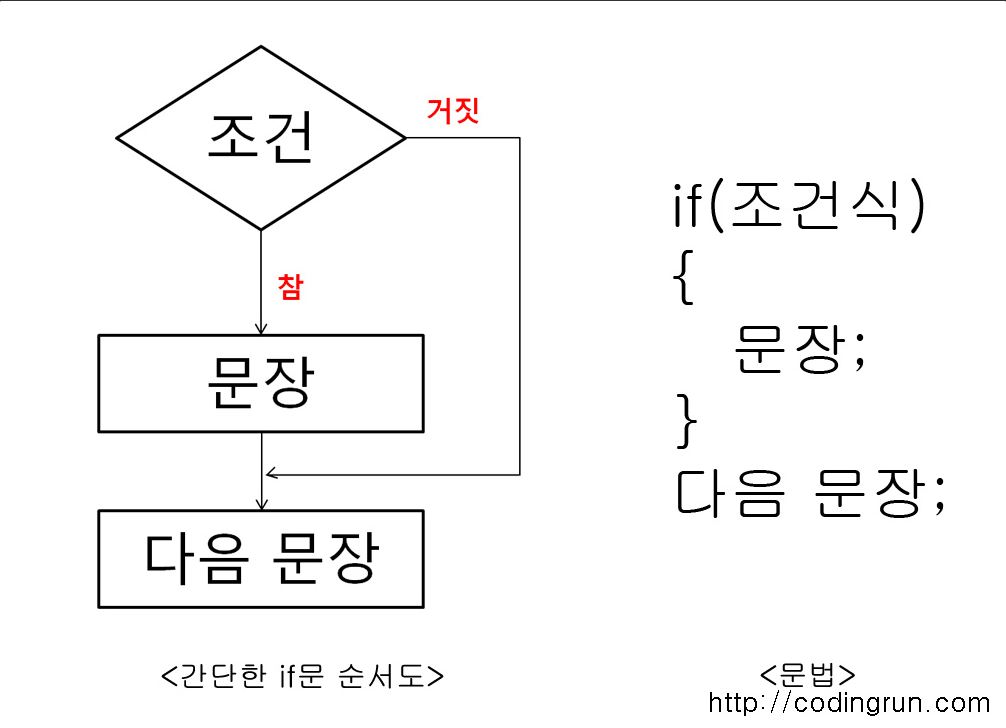 조건
거짓
참
문장
다음 문장
<간단한 if문 순서도>
if(조건식)
{
문장;
}
다음 문장;
<문법>
http://codingrun.com